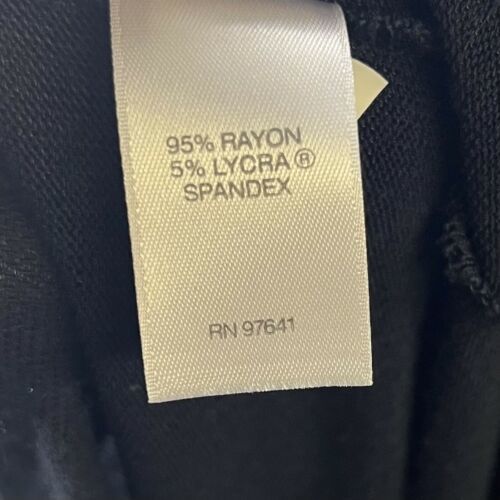 95% RAYON
5% LYCRA®
SPANDEX
RN 97641